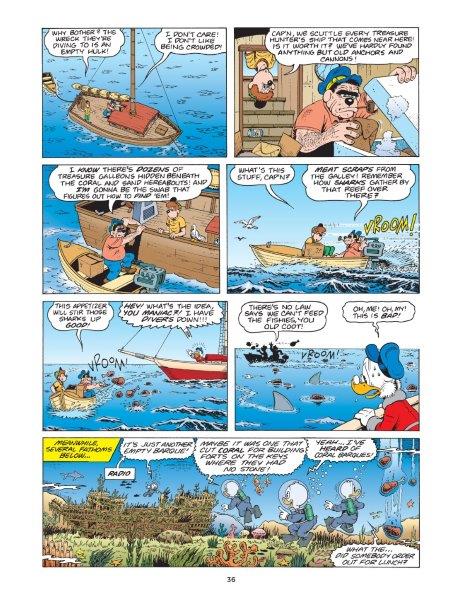 WHY BOTHER? THE
WRECK THEY'RE
DIVING TO IS AN
EMPTY HULK!
I DON'T CARE!
I DON'T LIKE
BEING CROWDED!
CAP'N, WE SCUTTLE EVERY TREASURE
HUNTER'S SHIP THAT COMES NEAR HERE!
IS IT WORTH IT? WE'VE HARDLY FOUND
ANYTHING BUT OLD ANCHORS AND
CANNONS!
I KNOW THERE'S DOZENS OF
TREASURE GALLEONS HIDDEN BENEATH
THE CORAL AND SAND HEREABOUTS! AND
I'M GONNA BE THE SWAB THAT
FIGURES OUT HOW TO FIND 'EM!
WHAT'S THIS
STUFF, CAP'N?
MEAT SCRAPS FROM
THE GALLEY! REMEMBER
HOW SHARKS GATHER BY
THAT REEF OVER
THERE?
VROOM!
THIS APPETIZER
WILL STIR THOSE
SHARKS UP
GOOD!
VROOM!
HEY! WHAT'S THE IDEA,
YOU MANIAC?! I HAVE
DIVERS DOWN!!!
THERE'S NO LAW
SAYS WE CAN'T FEED
THE FISHIES, YOU
OLD COOT!
VROOM!
OH, ME! OH, MY!
THIS IS BAD!
MEANWHILE,
SEVERAL FATHOMS
BELOW...
IT'S JUST ANOTHER
EMPTY BARQUE!
RADIO
MAYBE IT WAS ONE THAT
CUT CORAL FOR BUILDING
FORTS ON THE KEYS
WHERE THEY HAD
NO STONE!
YEAH... I'VE
HEARD OF
CORAL BARQUES!
WHAT THE...
DID SOMEBODY ORDER
OUT FOR LUNCH?
36